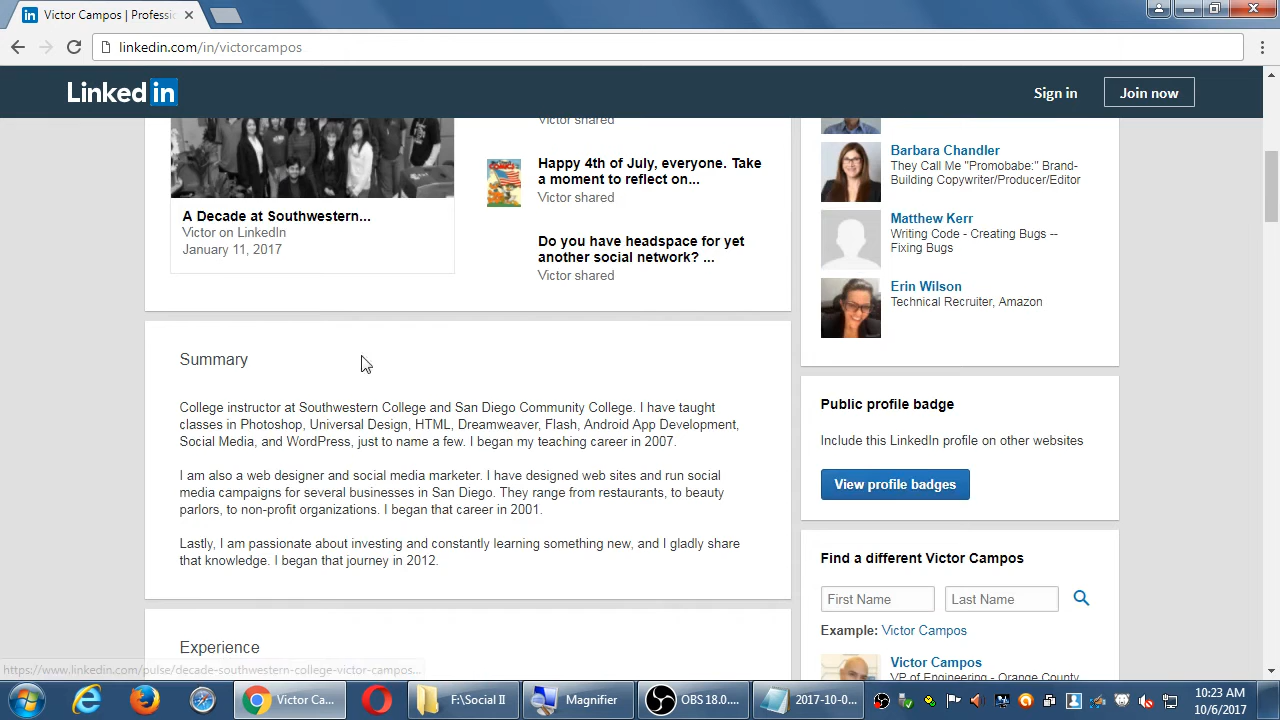 Victor Campos | Professi
linkedin.com/in/victorcampos
Linked in
Sign in
Join now
A Decade at Southwestern...
Victor on LinkedIn
January 11, 2017
Victor shared
Happy 4th of July, everyone. Take
a moment to reflect on...
Victor shared
Do you have headspace for yet
another social network? ...
Victor shared
Summary
College instructor at Southwestern College and San Diego Community College. I have taught
classes in Photoshop, Universal Design, HTML, Dreamweaver, Flash, Android App Development,
Social Media, and WordPress, just to name a few. I began my teaching career in 2007.
I am also a web designer and social media marketer. I have designed web sites and run social
media campaigns for several businesses in San Diego. They range from restaurants, to beauty
parlors, to non-profit organizations. I began that career in 2001.
Lastly, I am passionate about investing and constantly learning something new, and I gladly share
that knowledge. I began that journey in 2012.
Experience
Barbara Chandler
They Call Me "Promobabe:" Brand-
Building Copywriter/Producer/Editor
Matthew Kerr
Writing Code - Creating Bugs --
Fixing Bugs
Erin Wilson
Technical Recruiter, Amazon
Public profile badge
Include this LinkedIn profile on other websites
View profile badges
Find a different Victor Campos
First Name
Last Name
Example: Victor Campos
Victor Campos
VP of Engineering - Orange County
https://www.linkedin.com/pulse/decade-southwestern-college-victor-campos...
Victor Ca...
F:\Social II
Magnifier
OBS 18.0....
2017-10-0...
10:23 AM
10/6/2017